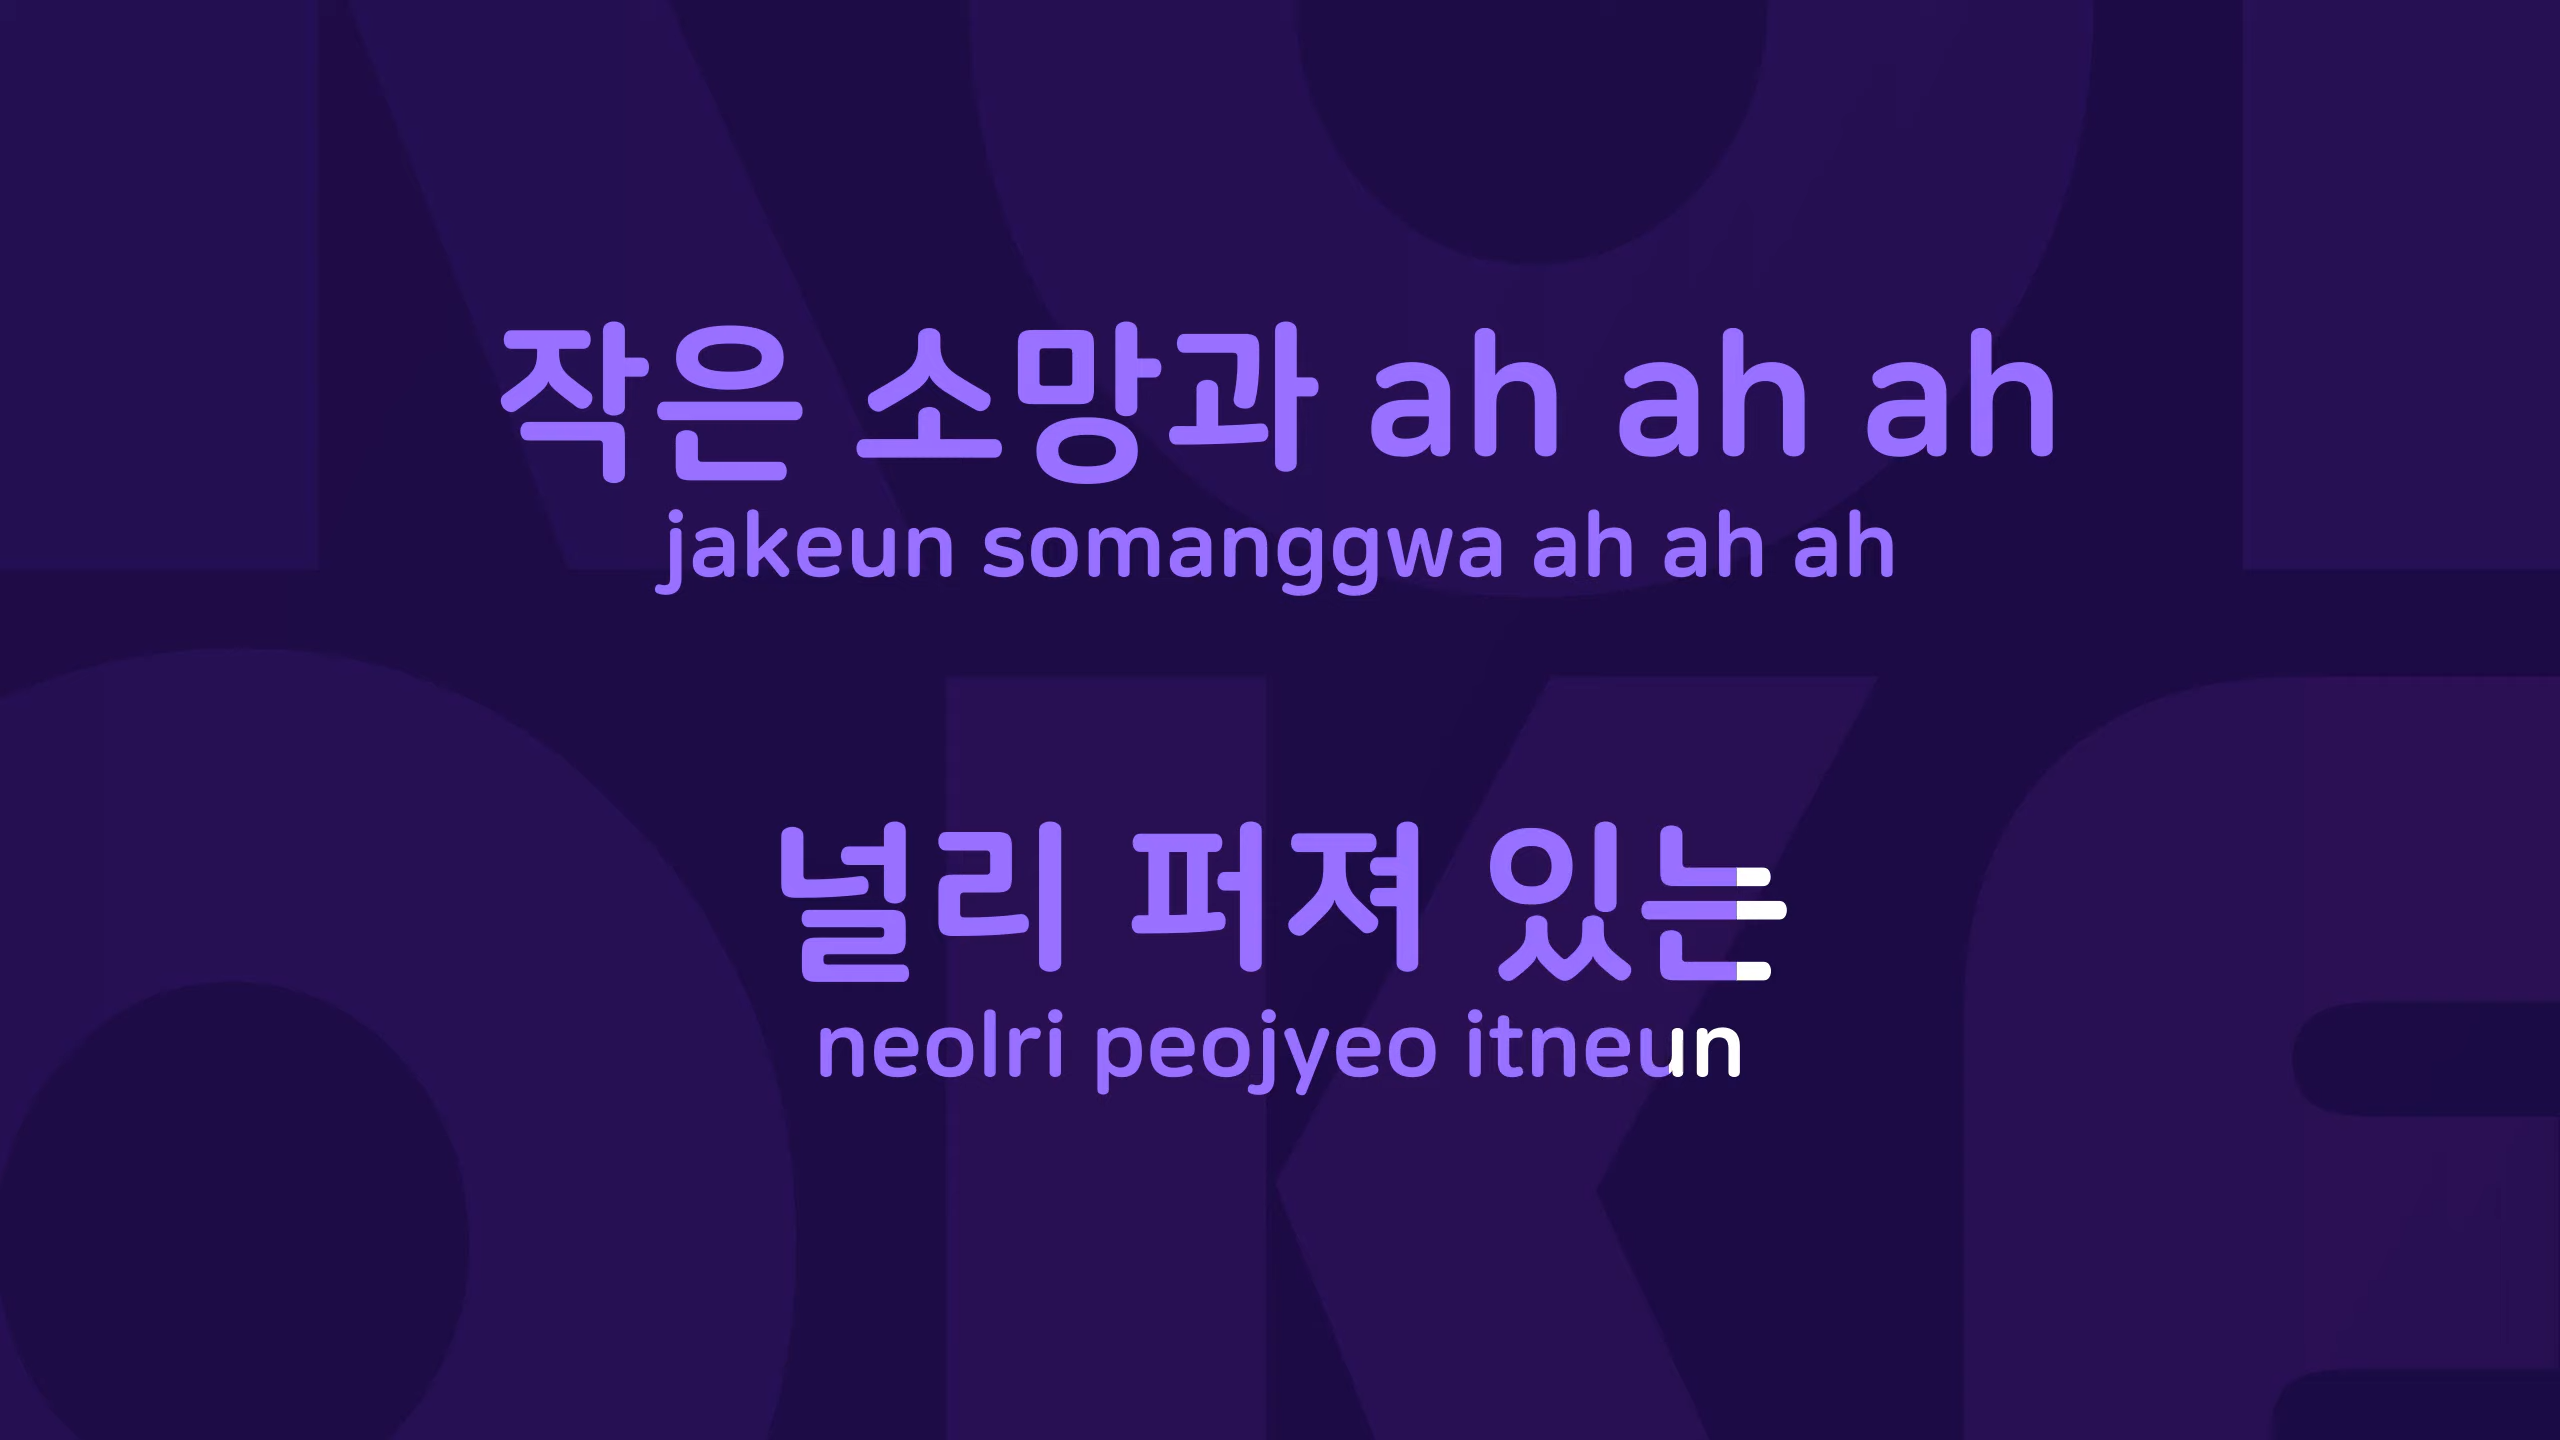 작은 소망과 ah ah ah
jakeun somanggwa ah ah ah
널리 퍼져 있는
neolri peojyeo itneun